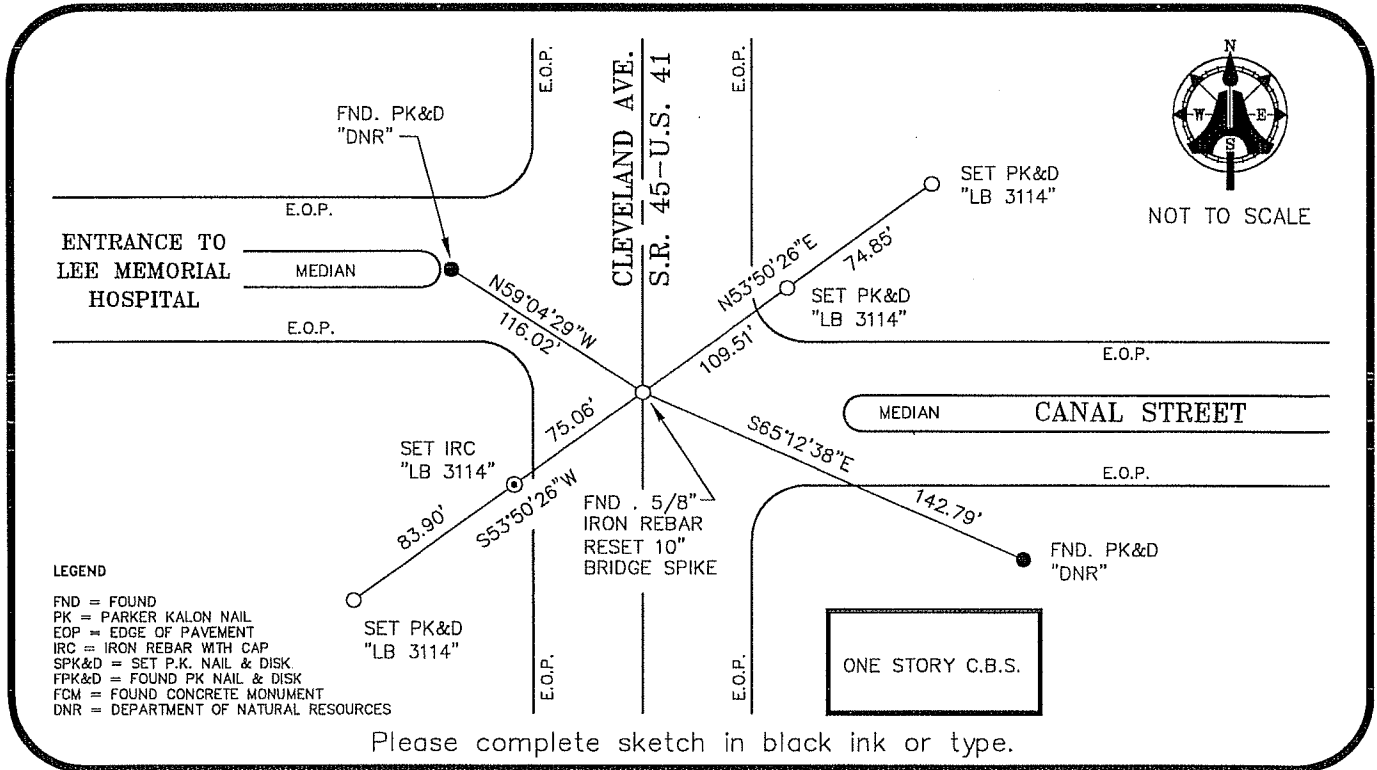 E.O.P.
CLEVELAND AVE.
S.R. 45-U.S. 41
E.O.P.
N
W
E
S
NOT TO SCALE
FND. PK&D
"DNR"
SET PK&D
"LB 3114"
E.O.P.
ENTRANCE TO
LEE MEMORIAL
HOSPITAL
MEDIAN
N59°04'29"W
116.02'
N53°50'26"E
74.85'
SET PK&D
"LB 3114"
109.51'
E.O.P.
E.O.P.
MEDIAN
CANAL STREET
75.06'
S65°12'38"E
142.79'
SET IRC
"LB 3114"
E.O.P.
83.90'
S53°50'26"W
FND . 5/8"
IRON REBAR
RESET 10"
BRIDGE SPIKE
FND. PK&D
"DNR"
LEGEND
FND = FOUND
PK = PARKER KALON NAIL
EOP = EDGE OF PAVEMENT
IRC = IRON REBAR WITH CAP
SPK&D = SET P.K. NAIL & DISK
FPK&D = FOUND PK NAIL & DISK
FCM = FOUND CONCRETE MONUMENT
DNR = DEPARTMENT OF NATURAL RESOURCES
SET PK&D
"LB 3114"
E.O.P.
E.O.P.
ONE STORY C.B.S.
Please complete sketch in black ink or type.